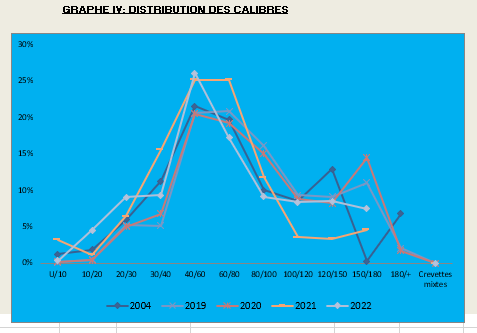 GRAPHE IV: DISTRIBUTION DES CALIBRES
30%
25%
20%
15%
10%
5%
0%
U/10 10/20 20/30 30/40 40/60 60/80 80/100 100/120 120/150 150/180 180/+ Crevettes mixtes
2004 2019 2020 2021 2022